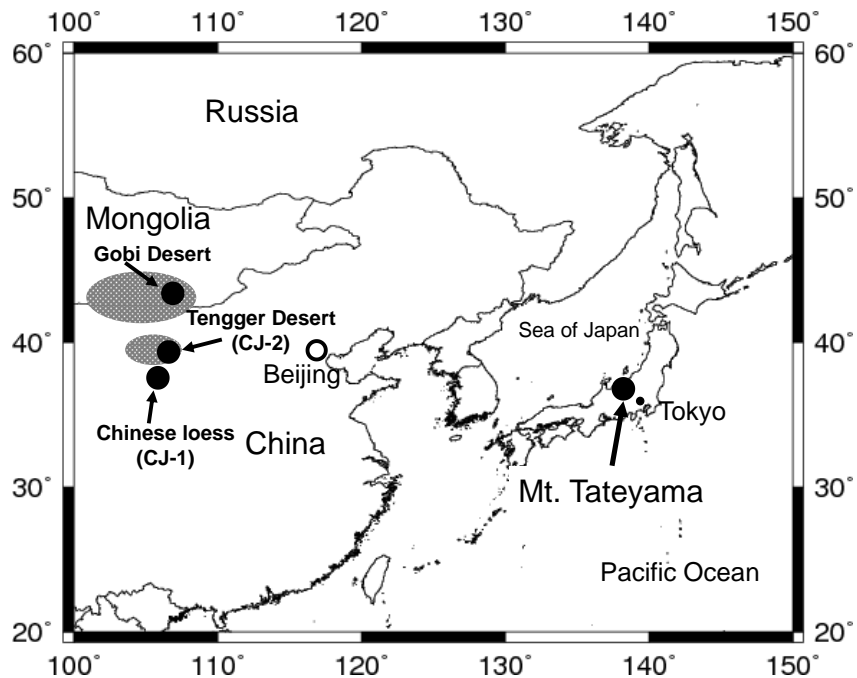 100˚ 110˚ 120˚ 130˚ 140˚ 150˚
60˚ 60˚
Russia
50˚ 50˚
Mongolia
Gobi Desert
Tengger Desert
(CJ-2)
Sea of Japan
40˚ 40˚
Beijing
Tokyo
Chinese loess
(CJ-1)
China
Mt. Tateyama
30˚ 30˚
Pacific Ocean
20˚ 20˚
100˚ 110˚ 120˚ 130˚ 140˚ 150˚